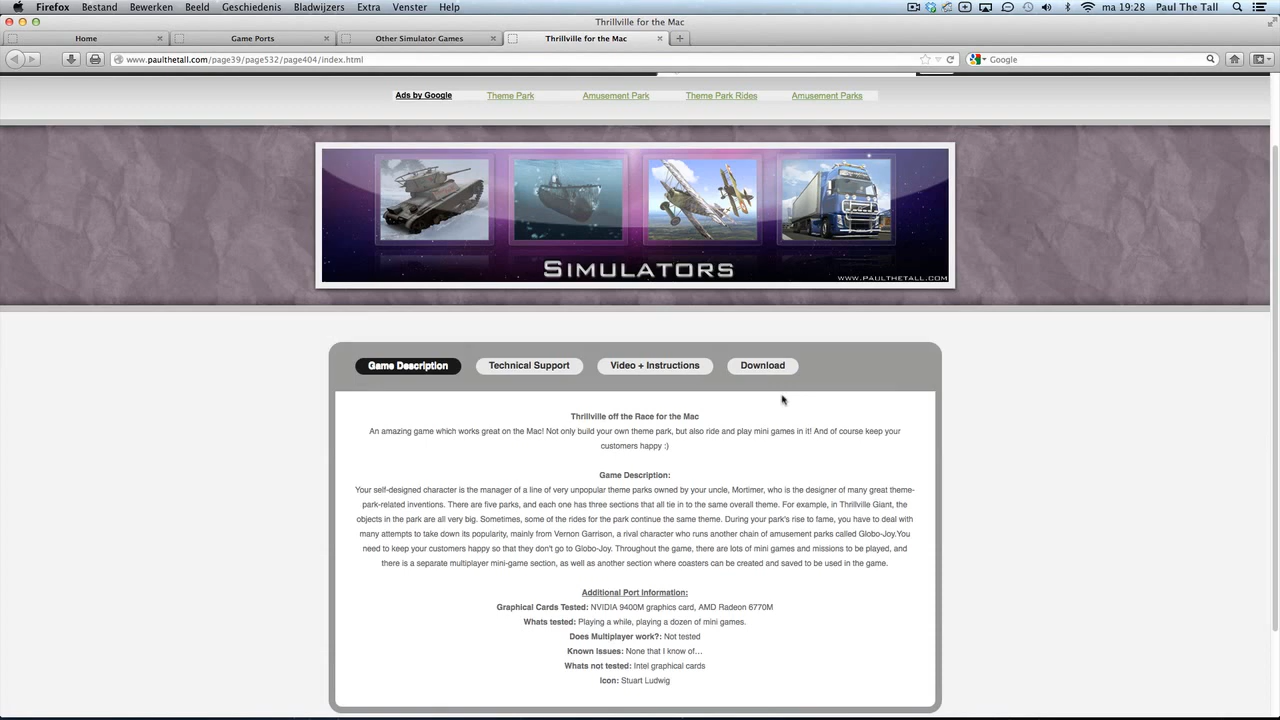 Firefox Bestand Bewerken Beeld Geschiedenis Bladwijzers Extra Venster Help ma 19:28 Paul The Tall
Thrillville for the Mac
Home Game Ports Other Simulator Games Thrillville for the Mac
www.paulthetall.com/page39/page532/page404/index.html Google
Ads by Google Theme Park Amusement Park Theme Park Rides Amusement Parks
SIMULATORS
WWW.PAULTHETALL.COM
Game Description Technical Support Video + Instructions Download
Thrillville off the Race for the Mac
An amazing game which works great on the Mac! Not only build your own theme park, but also ride and play mini games in it! And of course keep your
customers happy :)
Game Description:
Your self-designed character is the manager of a line of very unpopular theme parks owned by your uncle, Mortimer, who is the designer of many great theme-
park-related inventions. There are five parks, and each one has three sections that all tie in to the same overall theme. For example, in Thrillville Giant, the
objects in the park are all very big. Sometimes, some of the rides for the park continue the same theme. During your park's rise to fame, you have to deal with
many attempts to take down its popularity, mainly from Vernon Garrison, a rival character who runs another chain of amusement parks called Globo-Joy.You
need to keep your customers happy so that they don't go to Globo-Joy. Throughout the game, there are lots of mini games and missions to be played, and
there is a separate multiplayer mini-game section, as well as another section where coasters can be created and saved to be used in the game.
Additional Port information:
Graphical Cards Tested: NVIDIA 9400M graphics card, AMD Radeon 6770M
Whats tested: Playing a while, playing a dozen of mini games.
Does Multiplayer work?: Not tested
Known Issues: None that I know of...
Whats not tested: Intel graphical cards
Icon: Stuart Ludwig